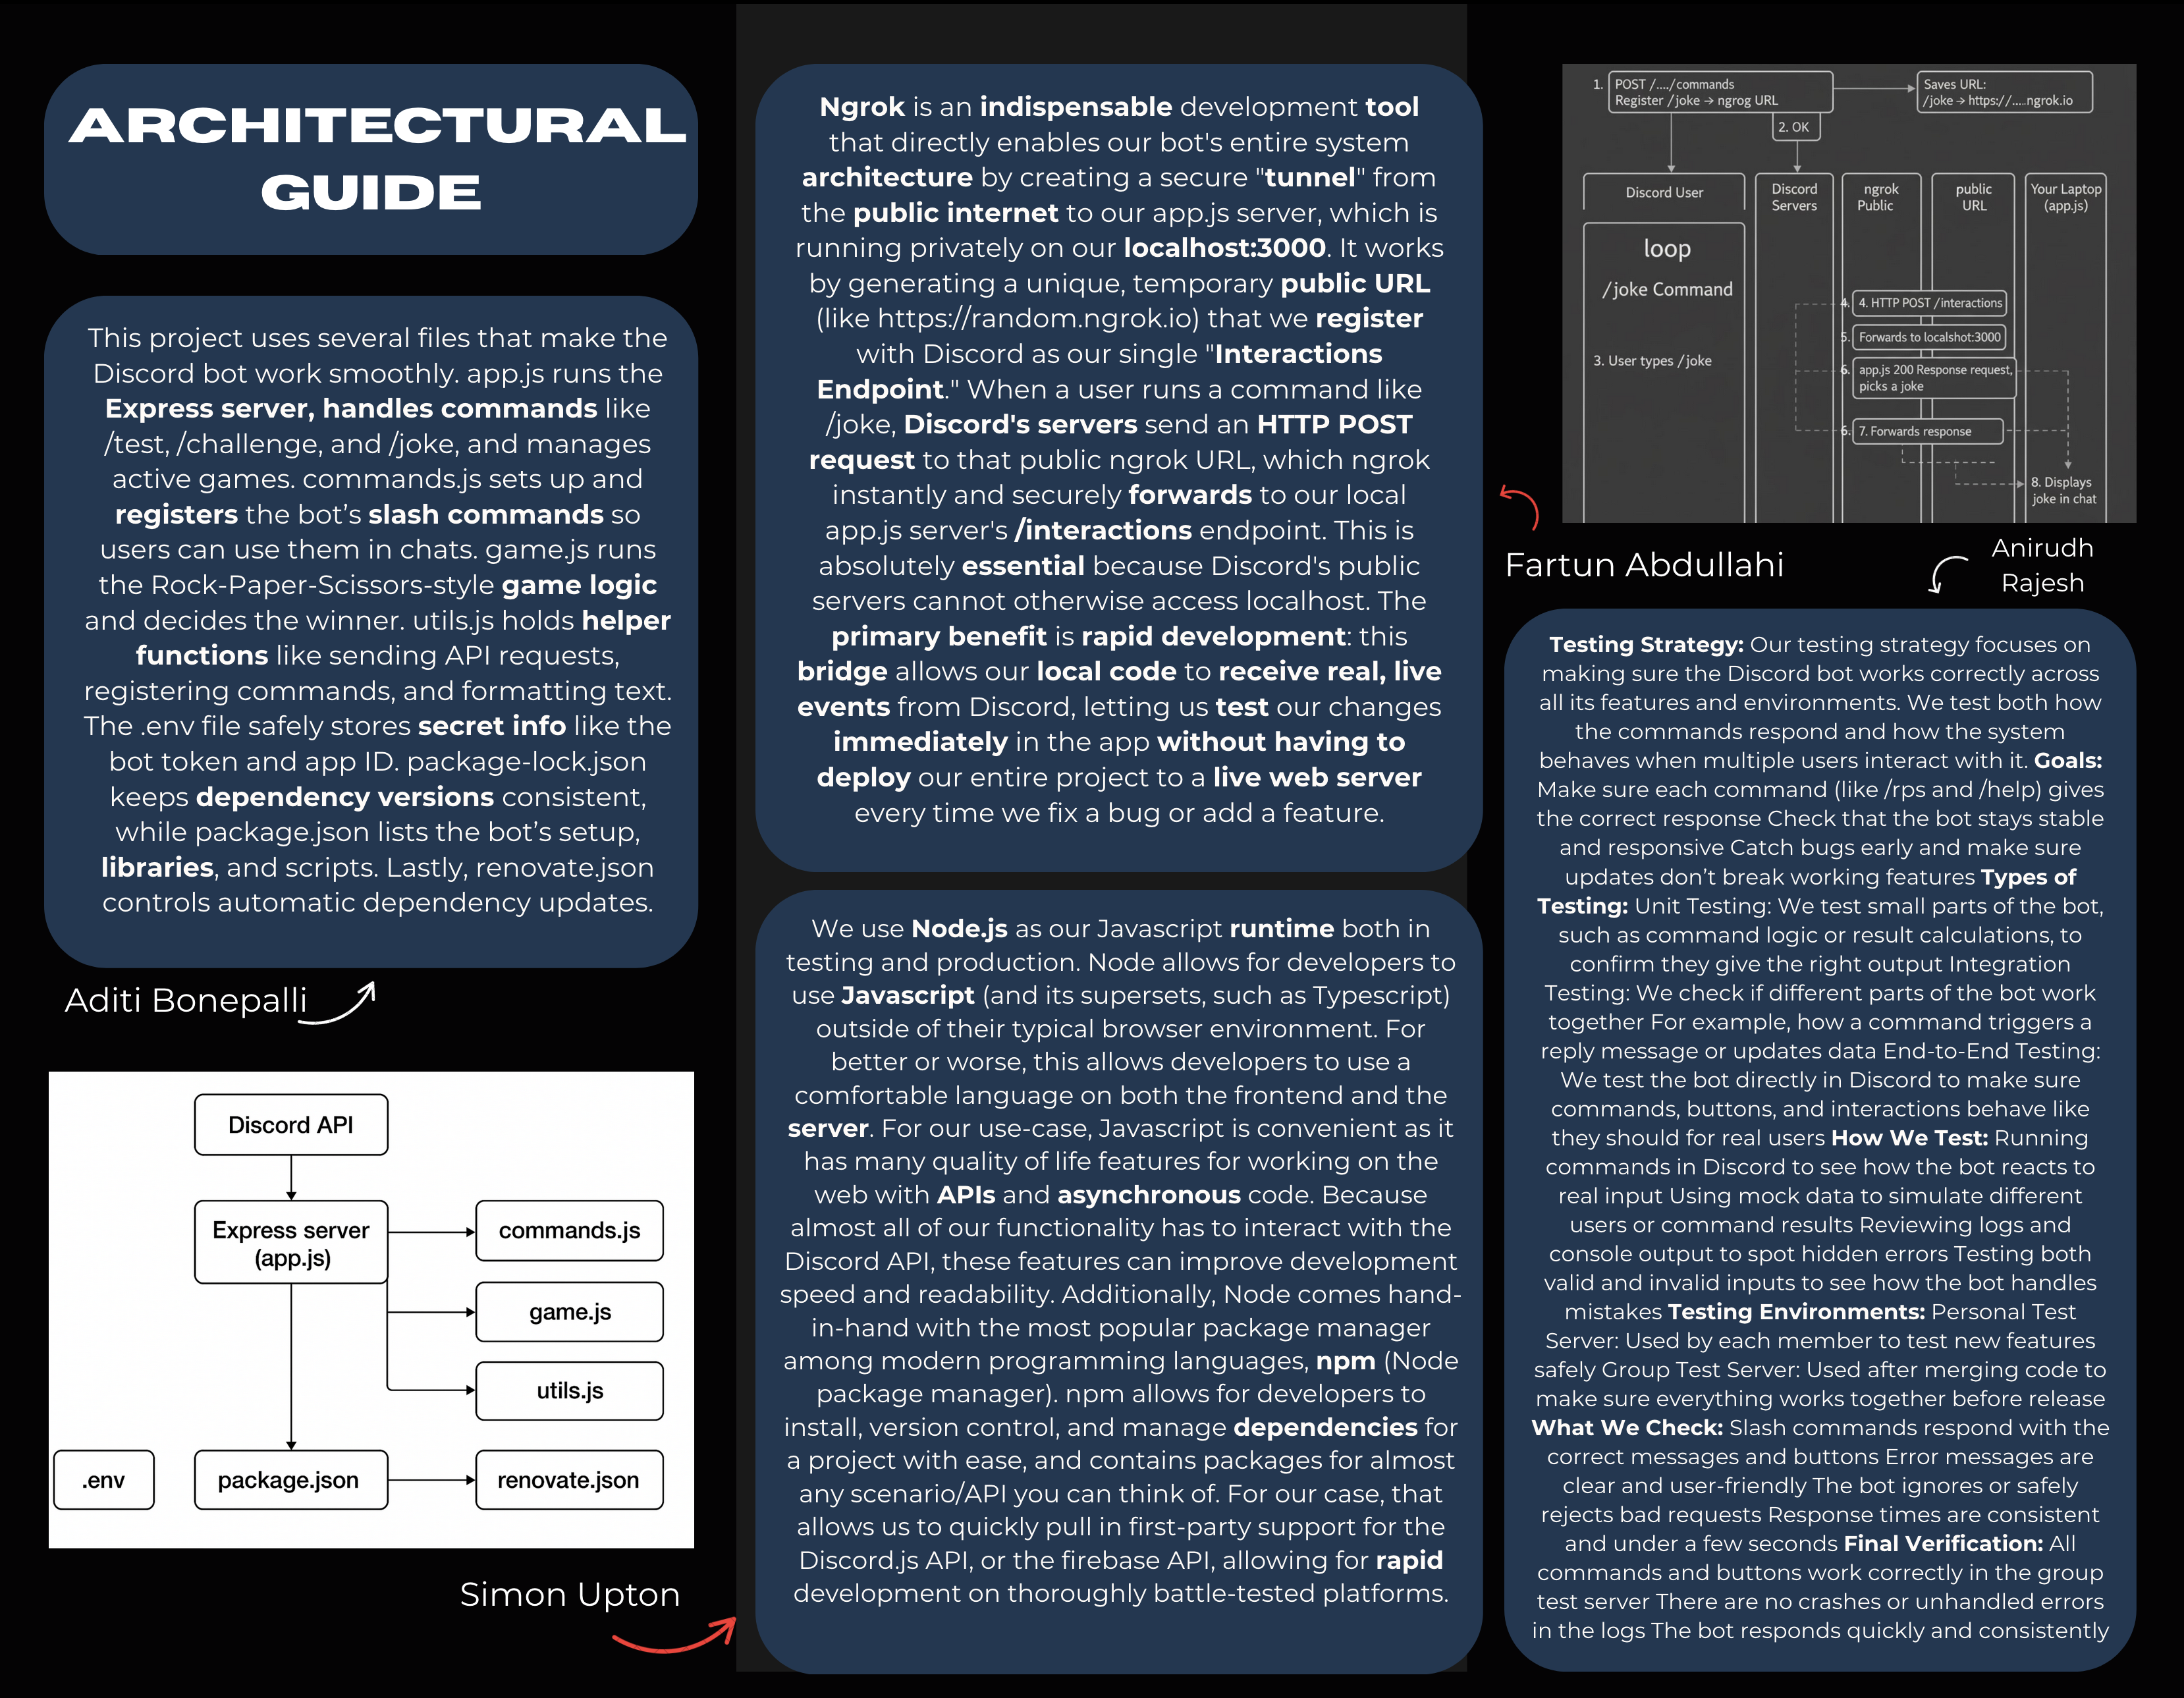 ARCHITECTURAL
GUIDE
This project uses several files that make the
Discord bot work smoothly. app.js runs the
Express server, handles commands like
/test, /challenge, and /joke, and manages
active games. commands.js sets up and
registers the bot’s slash commands so
users can use them in chats. game.js runs
the Rock-Paper-Scissors-style game logic
and decides the winner. utils.js holds helper
functions like sending API requests,
registering commands, and formatting text.
The .env file safely stores secret info like the
bot token and app ID. package-lock.json
keeps dependency versions consistent,
while package.json lists the bot’s setup,
libraries, and scripts. Lastly, renovate.json
controls automatic dependency updates.
Aditi Bonepalli
Discord API
Express server
(app.js)
commands.js
game.js
utils.js
.env
package.json
renovate.json
Simon Upton
Ngrok is an indispensable development tool
that directly enables our bot's entire system
architecture by creating a secure "tunnel" from
the public internet to our app.js server, which is
running privately on our localhost:3000. It works
by generating a unique, temporary public URL
(like https://random.ngrok.io) that we register
with Discord as our single "Interactions
Endpoint." When a user runs a command like
/joke, Discord's servers send an HTTP POST
request to that public ngrok URL, which ngrok
instantly and securely forwards to our local
app.js server's /interactions endpoint. This is
absolutely essential because Discord's public
servers cannot otherwise access localhost. The
primary benefit is rapid development: this
bridge allows our local code to receive real, live
events from Discord, letting us test our changes
immediately in the app without having to
deploy our entire project to a live web server
every time we fix a bug or add a feature.
We use Node.js as our Javascript runtime both in
testing and production. Node allows for developers to
use Javascript (and its supersets, such as Typescript)
outside of their typical browser environment. For
better or worse, this allows developers to use a
comfortable language on both the frontend and the
server. For our use-case, Javascript is convenient as it
has many quality of life features for working on the
web with APIs and asynchronous code. Because
almost all of our functionality has to interact with the
Discord API, these features can improve development
speed and readability. Additionally, Node comes hand-
in-hand with the most popular package manager
among modern programming languages, npm (Node
package manager). npm allows for developers to
install, version control, and manage dependencies for
a project with ease, and contains packages for almost
any scenario/API you can think of. For our case, that
allows us to quickly pull in first-party support for the
Discord.js API, or the firebase API, allowing for rapid
development on thoroughly battle-tested platforms.
1. POST /..../commands
Register /joke → ngrog URL
Saves URL:
/joke → https://.....ngrok.io
2. OK
Discord User
Discord
Servers
ngrok
Public
public
URL
Your Laptop
(app.js)
loop
/joke Command
3. User types /joke
4. 4. HTTP POST /interactions
5. Forwards to localshot:3000
6. app.js 200 Response request,
picks a joke
6. 7. Forwards response
8. Displays
joke in chat
Fartun Abdullahi
Anirudh
Rajesh
Testing Strategy: Our testing strategy focuses on
making sure the Discord bot works correctly across
all its features and environments. We test both how
the commands respond and how the system
behaves when multiple users interact with it. Goals:
Make sure each command (like /rps and /help) gives
the correct response Check that the bot stays stable
and responsive Catch bugs early and make sure
updates don’t break working features Types of
Testing: Unit Testing: We test small parts of the bot,
such as command logic or result calculations, to
confirm they give the right output Integration
Testing: We check if different parts of the bot work
together For example, how a command triggers a
reply message or updates data End-to-End Testing:
We test the bot directly in Discord to make sure
commands, buttons, and interactions behave like
they should for real users How We Test: Running
commands in Discord to see how the bot reacts to
real input Using mock data to simulate different
users or command results Reviewing logs and
console output to spot hidden errors Testing both
valid and invalid inputs to see how the bot handles
mistakes Testing Environments: Personal Test
Server: Used by each member to test new features
safely Group Test Server: Used after merging code to
make sure everything works together before release
What We Check: Slash commands respond with the
correct messages and buttons Error messages are
clear and user-friendly The bot ignores or safely
rejects bad requests Response times are consistent
and under a few seconds Final Verification: All
commands and buttons work correctly in the group
test server There are no crashes or unhandled errors
in the logs The bot responds quickly and consistently